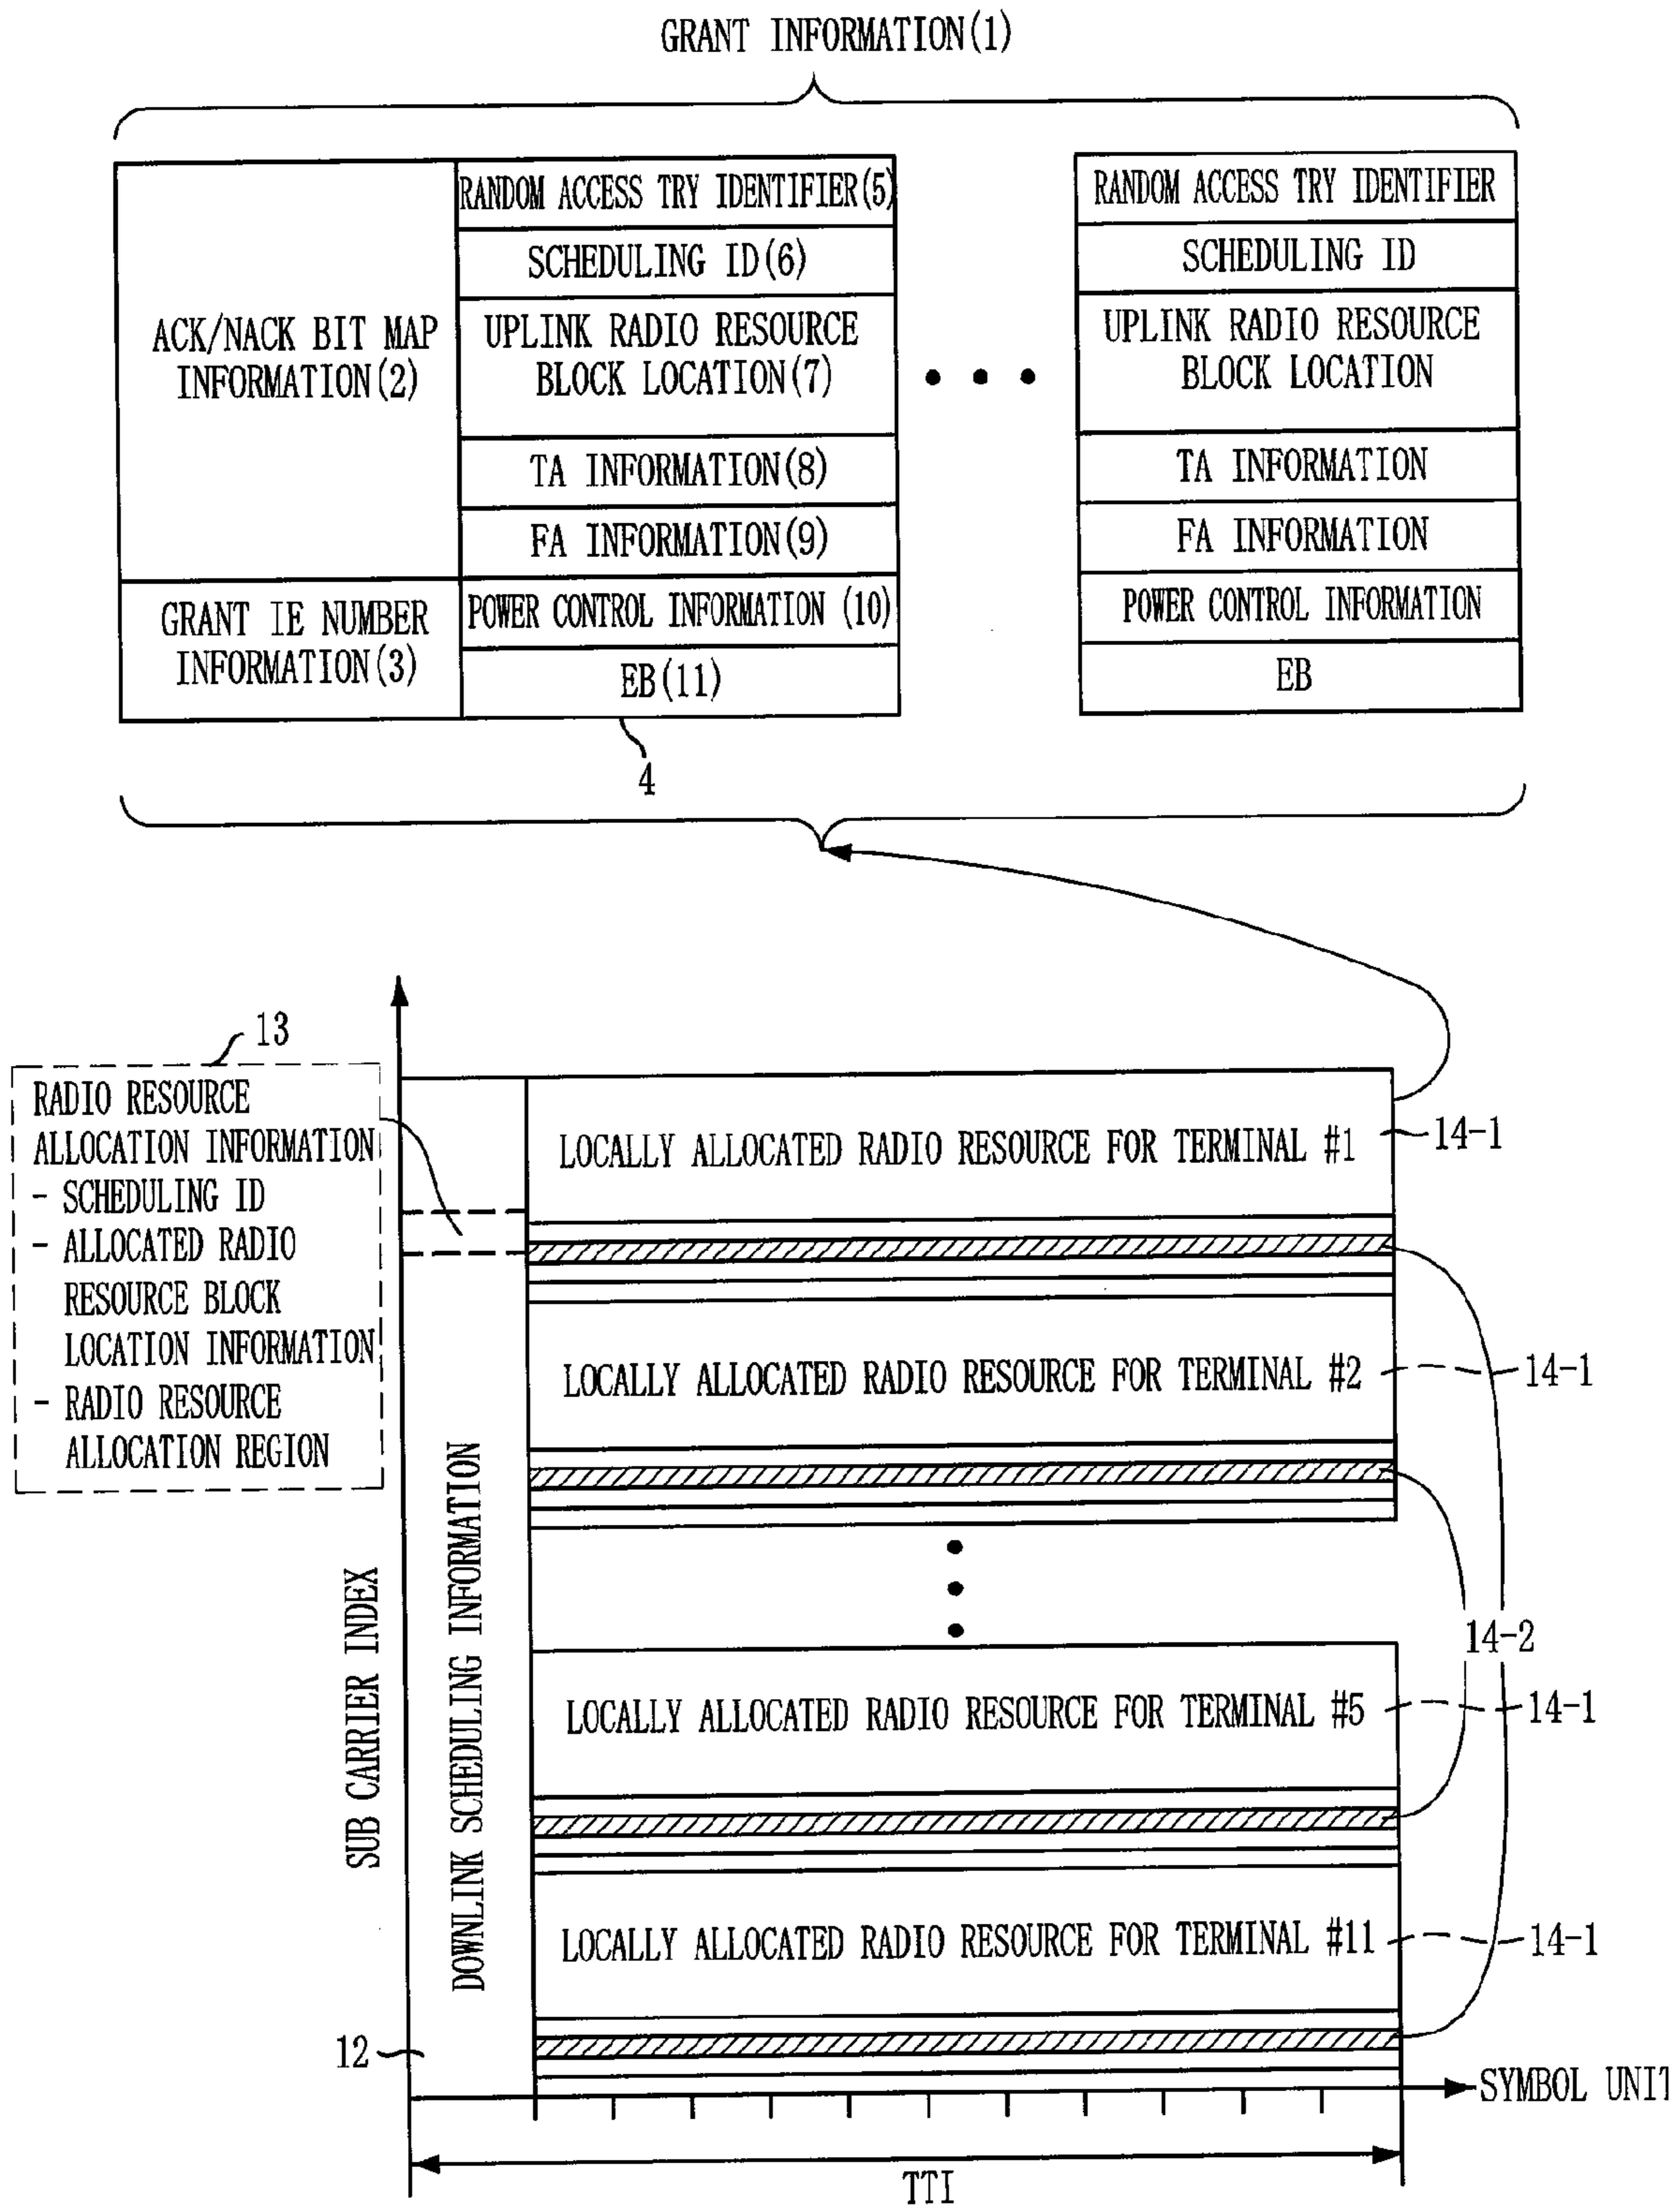 GRANT INFORMATION(1)
ACK/NACK BIT MAP
INFORMATION(2)
GRANT IE NUMBER
INFORMATION(3)
RANDOM ACCESS TRY IDENTIFIER(5)
SCHEDULING ID(6)
UPLINK RADIO RESOURCE
BLOCK LOCATION(7)
TA INFORMATION(8)
FA INFORMATION(9)
POWER CONTROL INFORMATION (10)
EB(11)
4
RANDOM ACCESS TRY IDENTIFIER
SCHEDULING ID
UPLINK RADIO RESOURCE
BLOCK LOCATION
TA INFORMATION
FA INFORMATION
POWER CONTROL INFORMATION
EB
13
RADIO RESOURCE
ALLOCATION INFORMATION
- SCHEDULING ID
- ALLOCATED RADIO
RESOURCE BLOCK
LOCATION INFORMATION
- RADIO RESOURCE
ALLOCATION REGION
SUB CARRIER INDEX
DOWNLINK SCHEDULING INFORMATION
12
LOCALLY ALLOCATED RADIO RESOURCE FOR TERMINAL #1
14-1
LOCALLY ALLOCATED RADIO RESOURCE FOR TERMINAL #2
14-1
14-2
LOCALLY ALLOCATED RADIO RESOURCE FOR TERMINAL #5
14-1
LOCALLY ALLOCATED RADIO RESOURCE FOR TERMINAL #11
14-1
SYMBOL UNIT
TTI